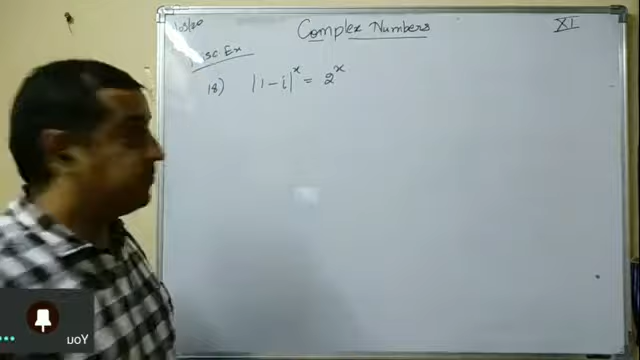 Complex Numbers
XI
Misc Ex
18) |1-i|^x = 2^x
You